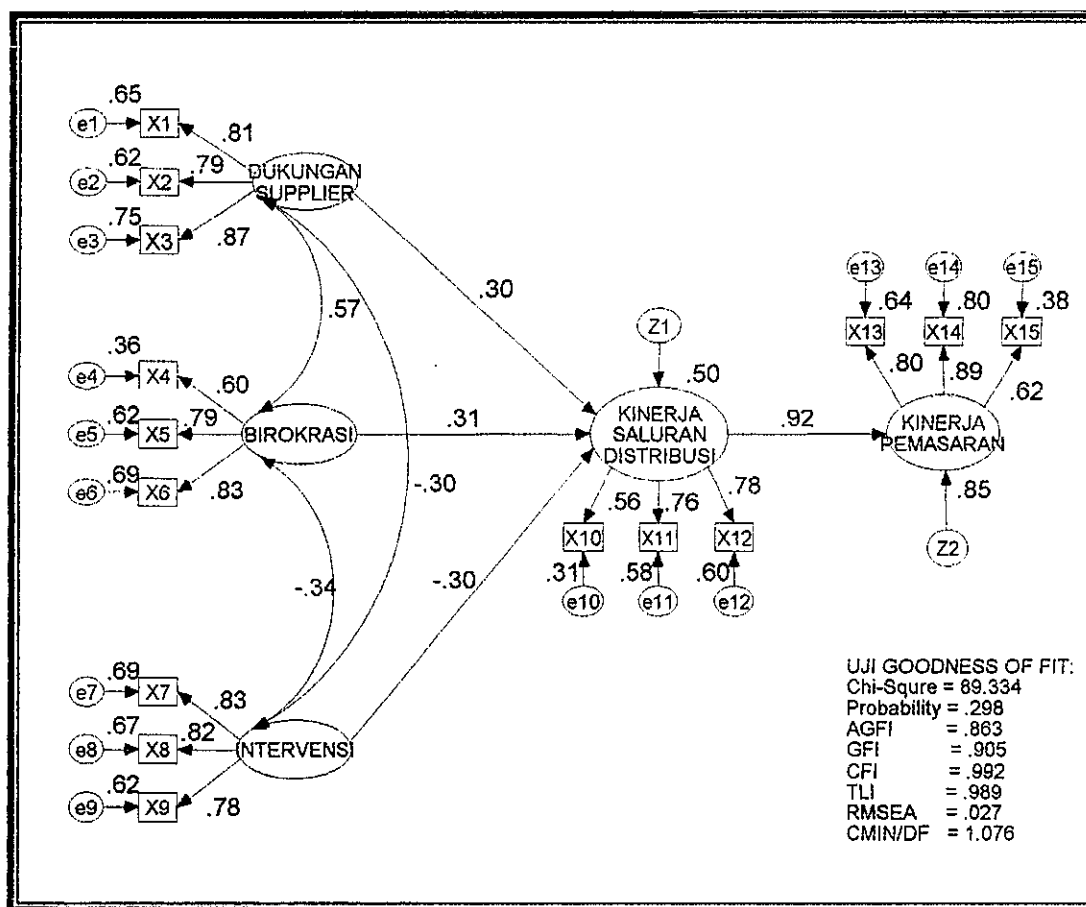 .65
e1 X1
.81
.62
e2 X2 .79
DUKUNGAN
SUPPLIER
.75
e3 X3
.87
.57
.30
.36
e4 X4
.60
.62
e5 X5 .79
BIROKRASI
.31
.69
e6 X6
.83
-.30
-.34
-.30
.69
e7 X7
.83
.67
e8 X8 .82
INTERVENSI
.62
e9 X9
.78
Z1
.50
KINERJA
SALURAN
DISTRIBUSI
.92
.56 .76 .78
X10 X11 X12
.31 .58 .60
e10 e11 e12
e13 e14 e15
.64 .80 .38
X13 X14 X15
.80 .89 .62
KINERJA
PEMASARAN
.85
Z2
UJI GOODNESS OF FIT:
Chi-Squre = 89.334
Probability = .298
AGFI = .863
GFI = .905
CFI = .992
TLI = .989
RMSEA = .027
CMIN/DF = 1.076